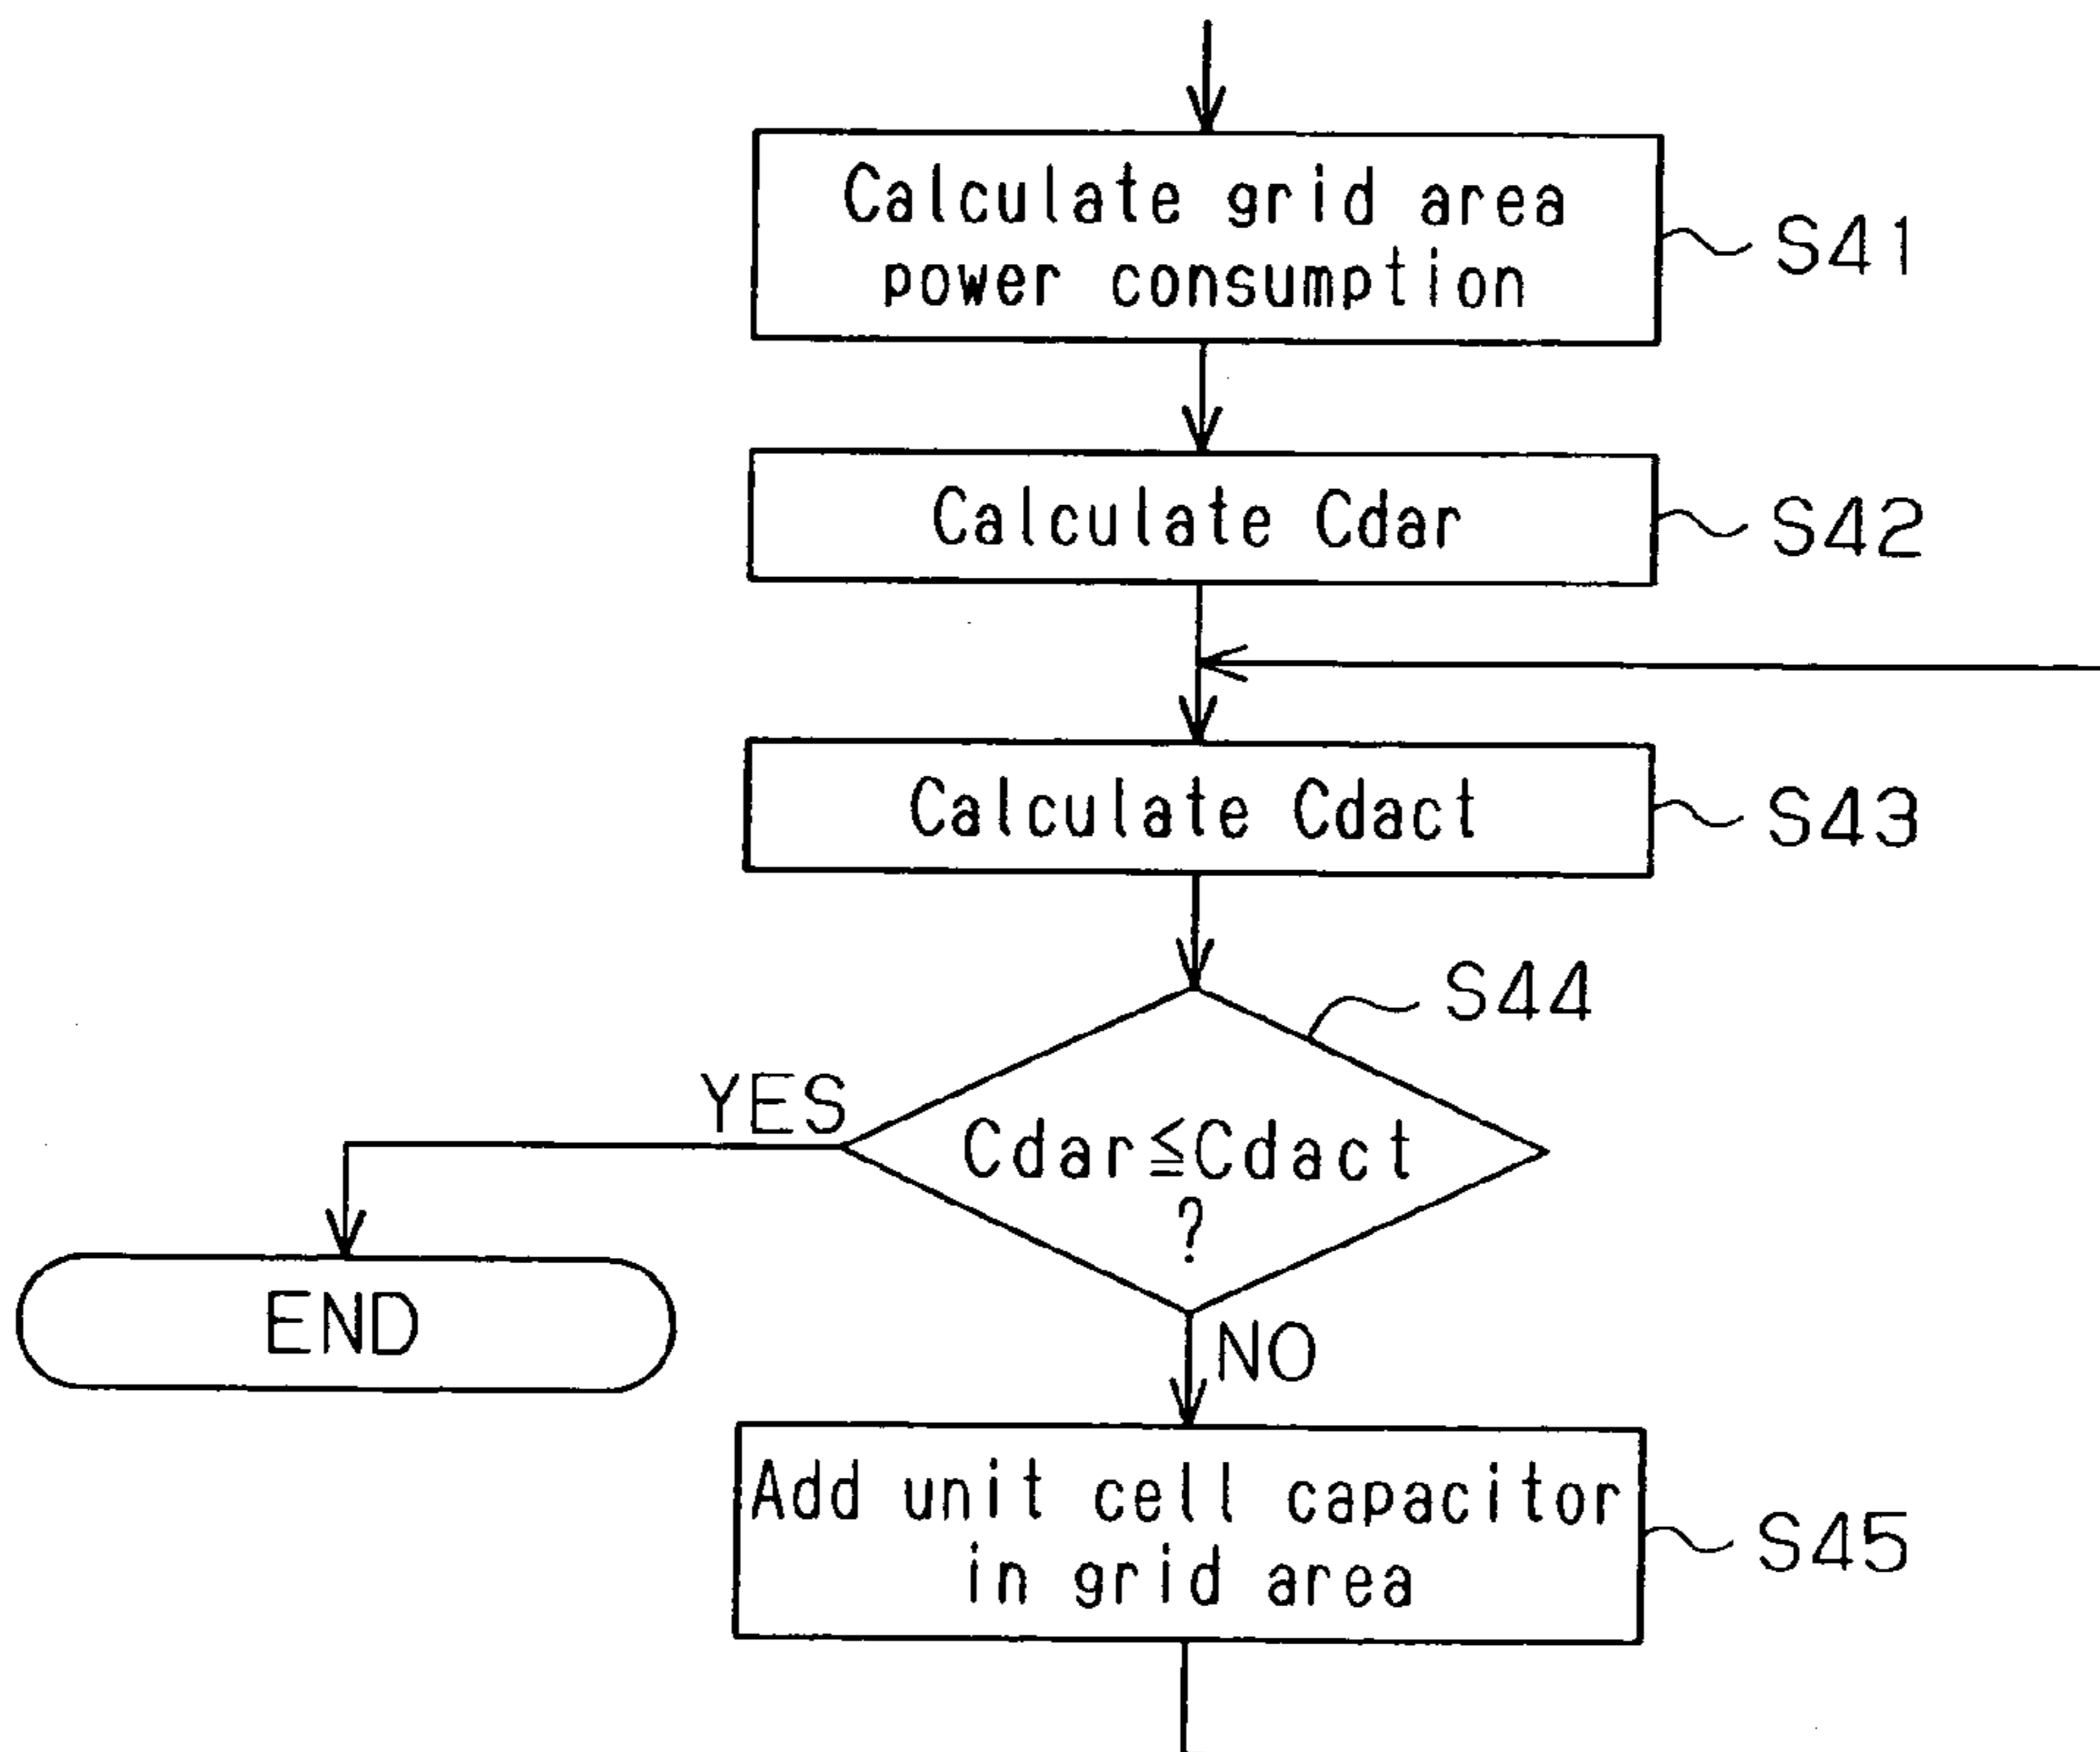 Calculate grid area
power consumption
S41
Calculate Cdar
S42
Calculate Cdact
S43
S44
YES
Cdar≦Cdact
?
END
NO
Add unit cell capacitor
in grid area
S45